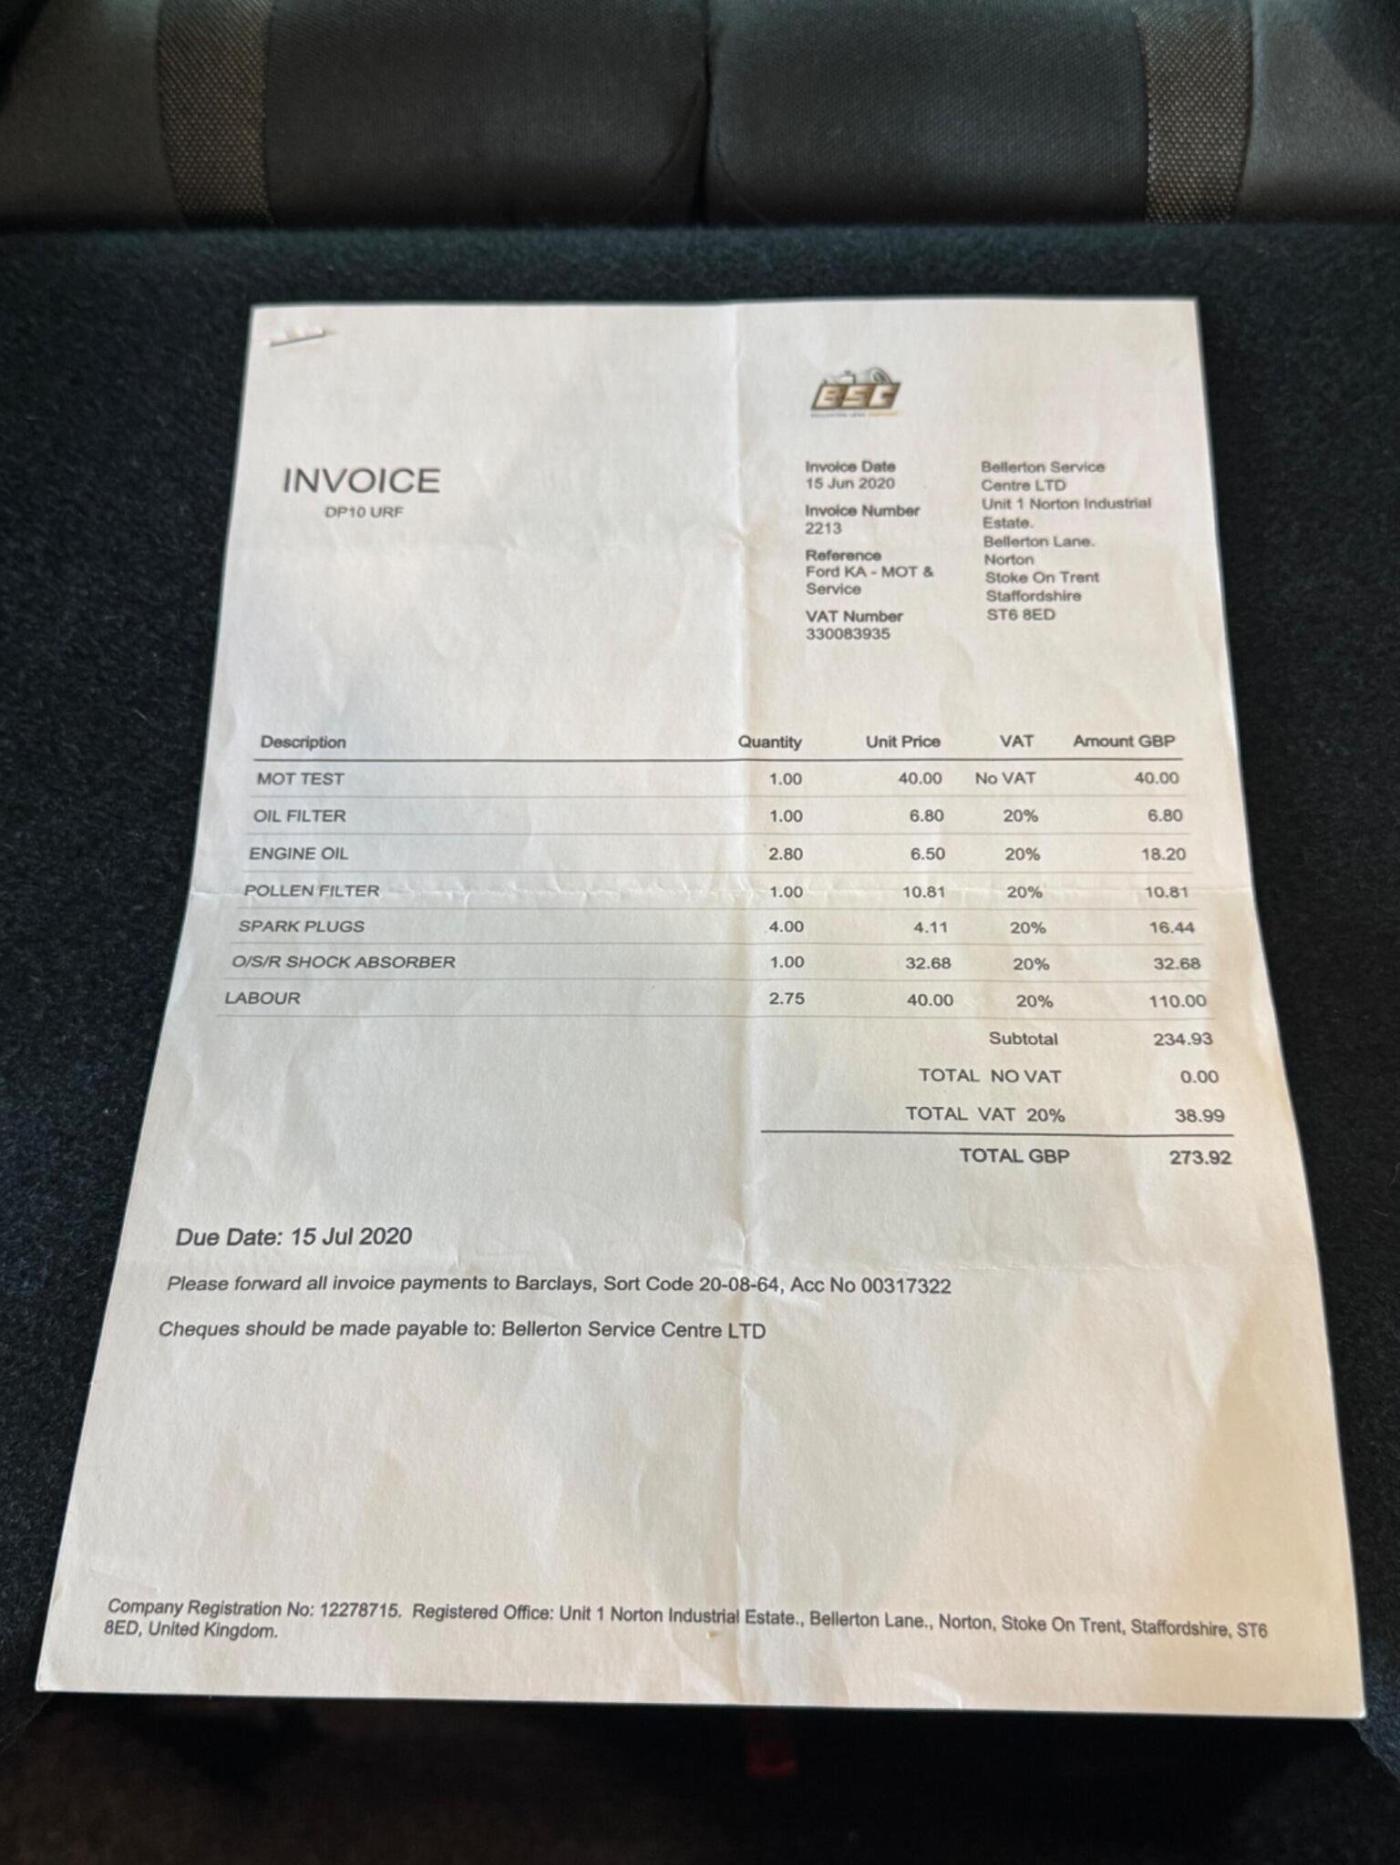 BSC
INVOICE
DP10 URF
Invoice Date
15 Jun 2020
Invoice Number
2213
Reference
Ford KA - MOT &
Service
VAT Number
330083935
Bellerton Service
Centre LTD
Unit 1 Norton Industrial
Estate.
Bellerton Lane.
Norton
Stoke On Trent
Staffordshire
ST6 8ED
Description Quantity Unit Price VAT Amount GBP
MOT TEST 1.00 40.00 No VAT 40.00
OIL FILTER 1.00 6.80 20% 6.80
ENGINE OIL 2.80 6.50 20% 18.20
POLLEN FILTER 1.00 10.81 20% 10.81
SPARK PLUGS 4.00 4.11 20% 16.44
O/S/R SHOCK ABSORBER 1.00 32.68 20% 32.68
LABOUR 2.75 40.00 20% 110.00
Subtotal 234.93
TOTAL NO VAT 0.00
TOTAL VAT 20% 38.99
TOTAL GBP 273.92
Due Date: 15 Jul 2020
Please forward all invoice payments to Barclays, Sort Code 20-08-64, Acc No 00317322
Cheques should be made payable to: Bellerton Service Centre LTD
Company Registration No: 12278715. Registered Office: Unit 1 Norton Industrial Estate., Bellerton Lane., Norton, Stoke On Trent, Staffordshire, ST6
8ED, United Kingdom.